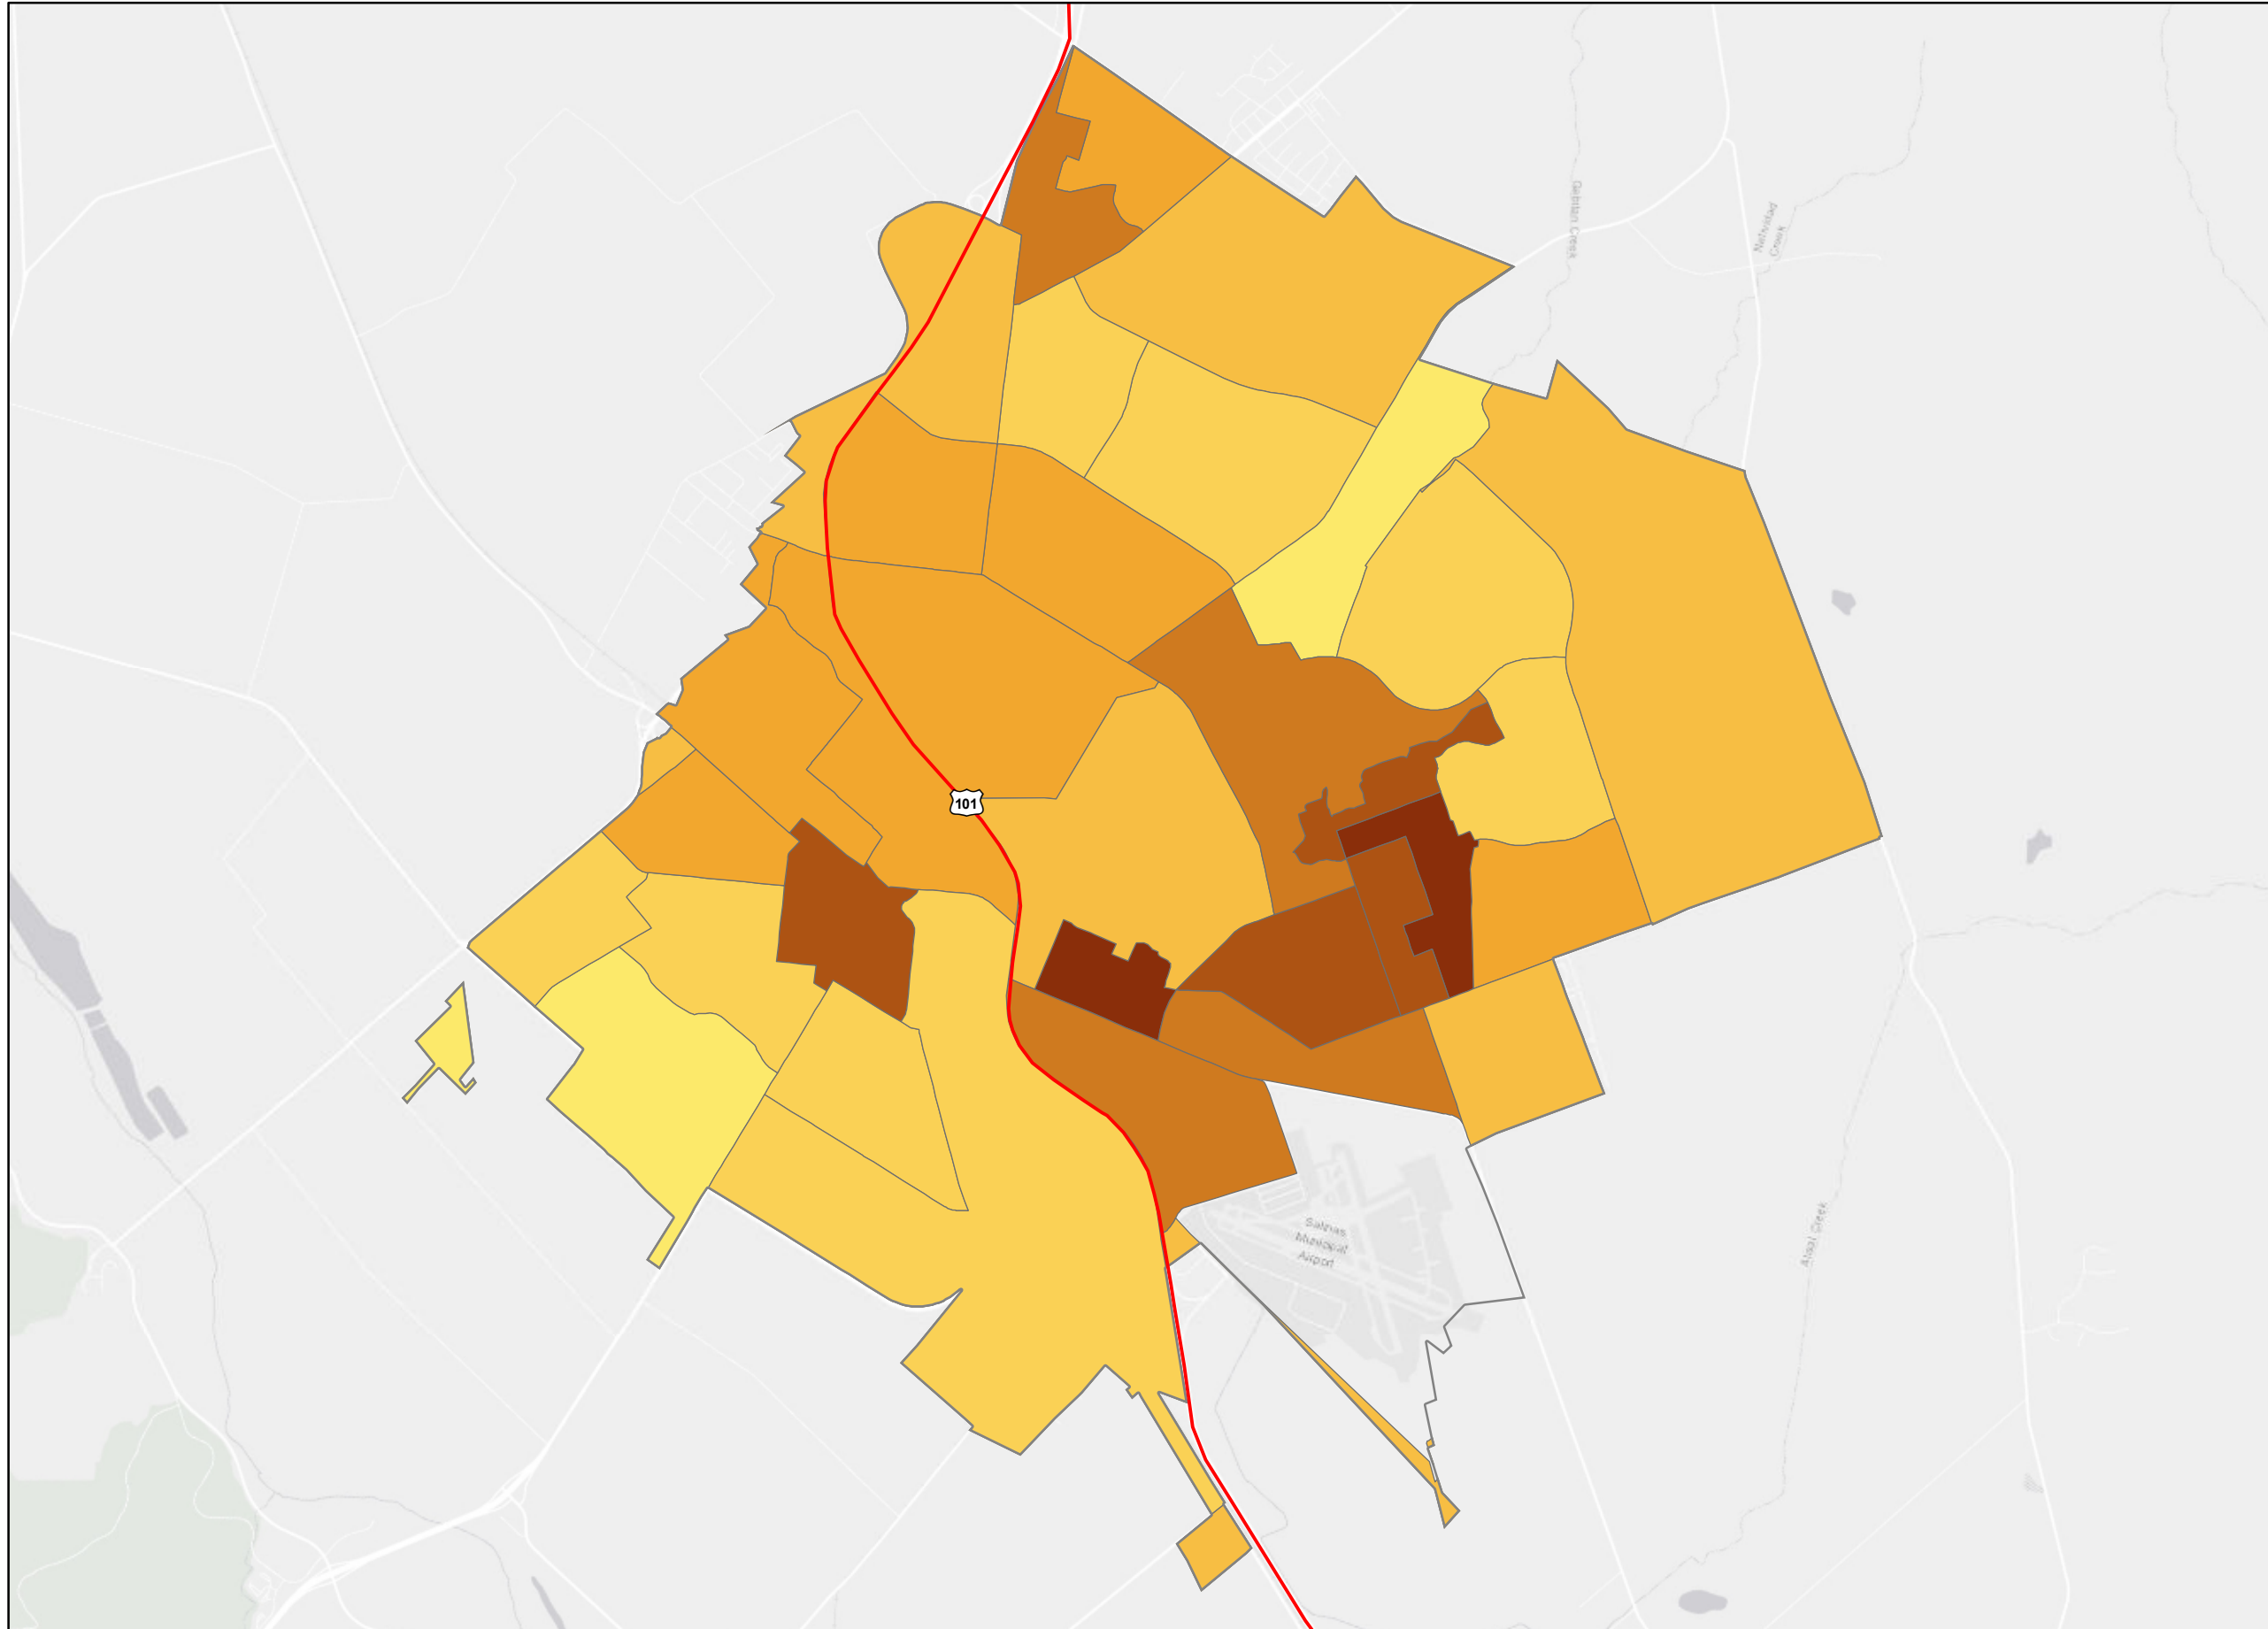 Gabilan Creek
Natividad
Creek
101
Salinas
Municipal
Airport
Alisal Creek